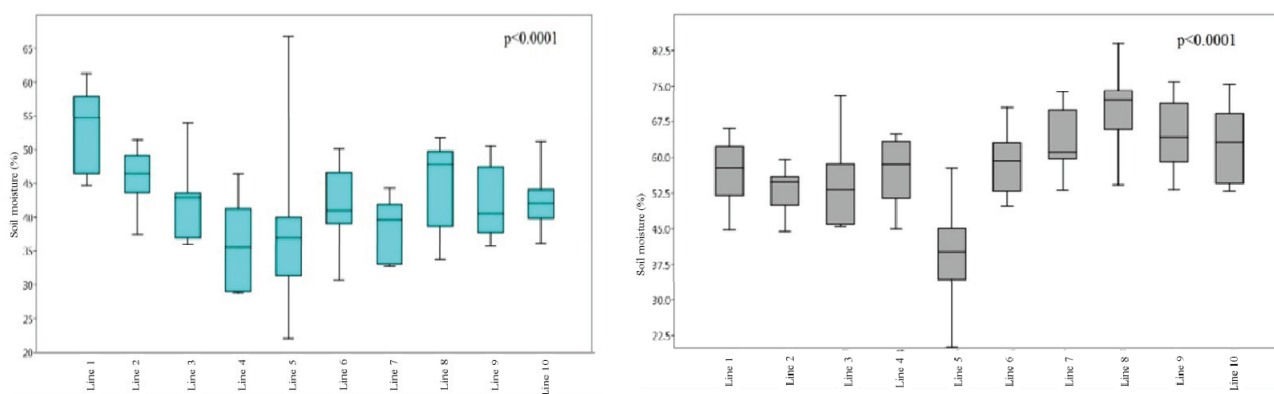 p<0.0001
Soil moisture (%)
65
60
55
50
45
40
35
30
25
20
Line 1
Line 2
Line 3
Line 4
Line 5
Line 6
Line 7
Line 8
Line 9
Line 10
p<0.0001
Soil moisture (%)
82.5
75.0
67.5
60.0
52.5
45.0
37.5
30.0
22.5
Line 1
Line 2
Line 3
Line 4
Line 5
Line 6
Line 7
Line 8
Line 9
Line 10